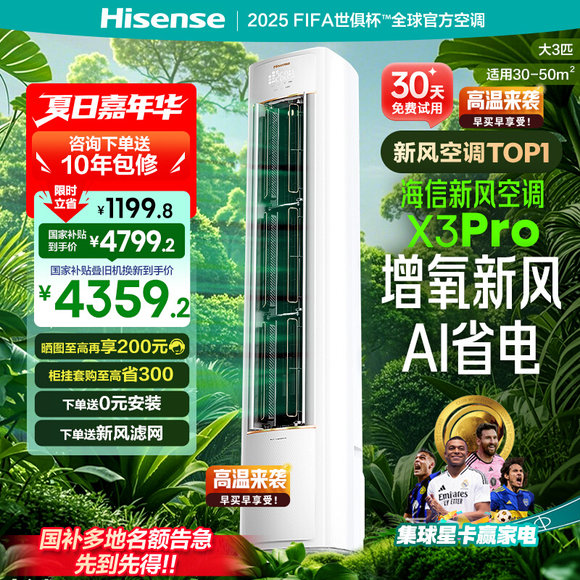 Hisense 2025 FIFA世俱杯™全球官方空调
大3匹
适用30-50m²
30天
免费试用
高温来袭
早买早享受!
夏日嘉年华
咨询下单送
10年包修
限时
立省
¥1199.8
国家补贴
到手价
¥4799.2
国家补贴叠旧机换新到手价
¥4359.2
晒图至高再享200元
柜挂套购至高省300
下单送0元安装
下单送新风滤网
新风空调TOP1
海信新风空调
X3Pro
增氧新风
AI省电
高温来袭
早买早享受!
集球星卡赢家电
国补多地名额告急
先到先得!!